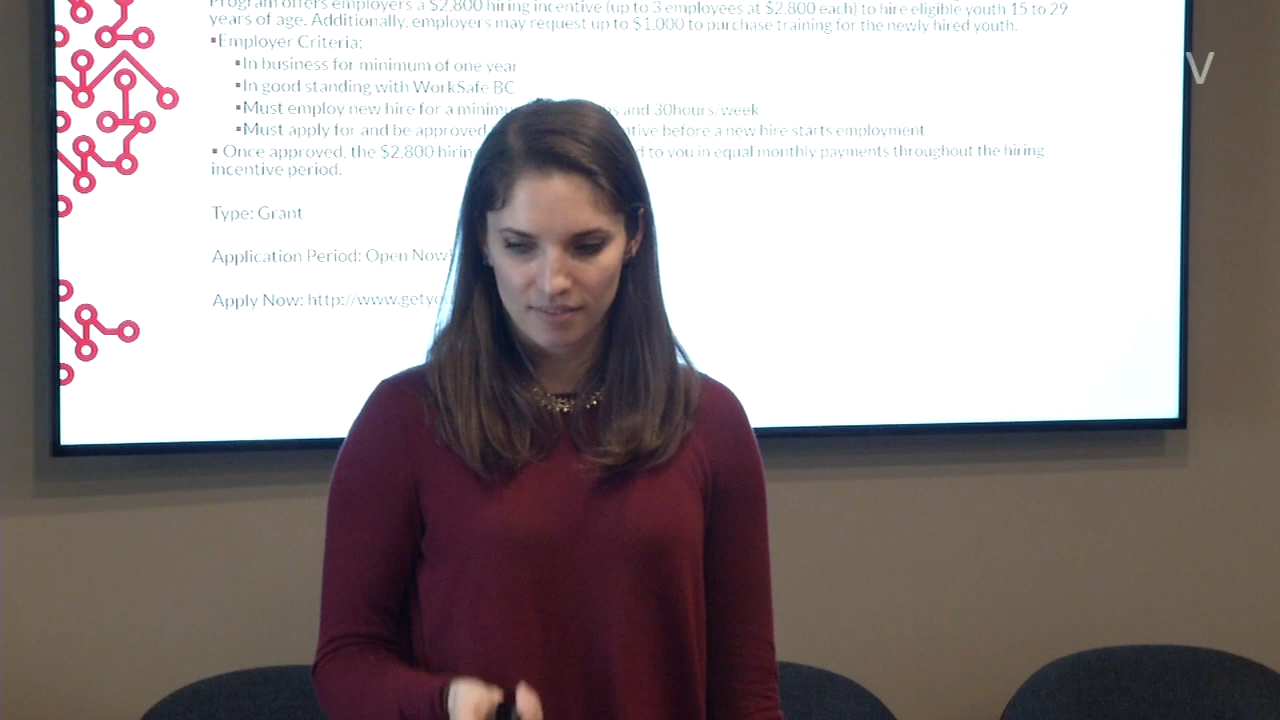 Program offers employers a $2,800 hiring incentive (up to 3 employees at $2,800 each) to hire eligible youth 15 to 29
years of age. Additionally, employers may request up to $1,000 to purchase training for the newly hired youth.
▪Employer Criteria:
▪In business for minimum of one year
▪In good standing with WorkSafe BC
▪Must employ new hire for a and 30hours/week
▪Must apply for and be approved before a new hire starts employment
▪ Once approved, the $2,800 to you in equal monthly payments throughout the hiring
incentive period.
Type: Grant
Application Period: Open Now
Apply Now: http://www.getyo
V